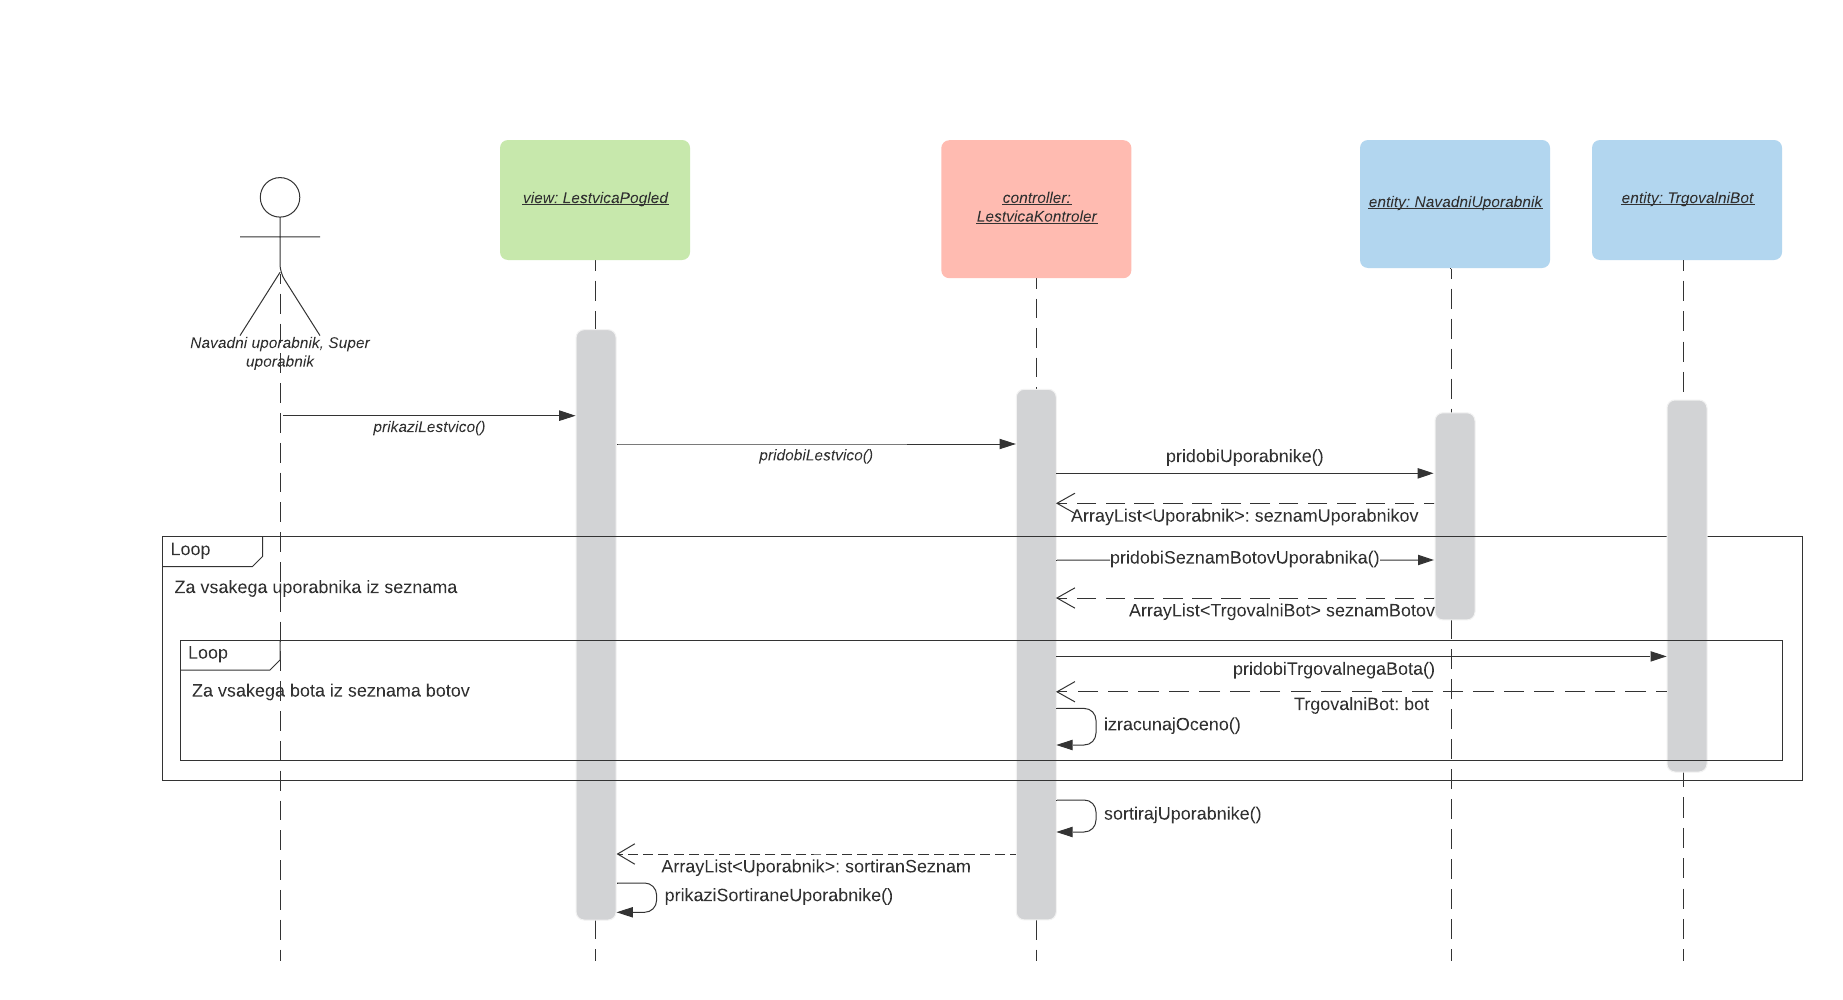 view: LestvicaPogled
controller:
LestvicaKontroler
entity: NavadniUporabnik
entity: TrgovalniBot
Navadni uporabnik, Super
uporabnik
prikaziLestvico()
pridobiLestvico()
pridobiUporabnike()
ArrayList<Uporabnik>: seznamUporabnikov
Loop
pridobiSeznamBotovUporabnika()
Za vsakega uporabnika iz seznama
ArrayList<TrgovalniBot> seznamBotov
Loop
pridobiTrgovalnegaBota()
Za vsakega bota iz seznama botov
TrgovalniBot: bot
izracunajOceno()
sortirajUporabnike()
ArrayList<Uporabnik>: sortiranSeznam
prikaziSortiraneUporabnike()